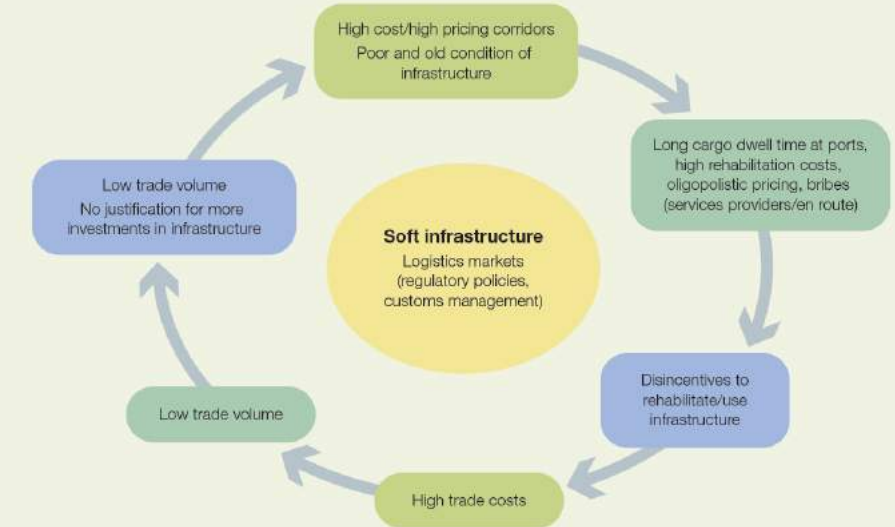 High cost/high pricing corridors
Poor and old condition of
infrastructure
Long cargo dwell time at ports,
high rehabilitation costs,
oligopolistic pricing, bribes
(services providers/en route)
Low trade volume
No justification for more
investments in infrastructure
Soft infrastructure
Logistics markets
(regulatory policies,
customs management)
Disincentives to
rehabilitate/use
infrastructure
Low trade volume
High trade costs